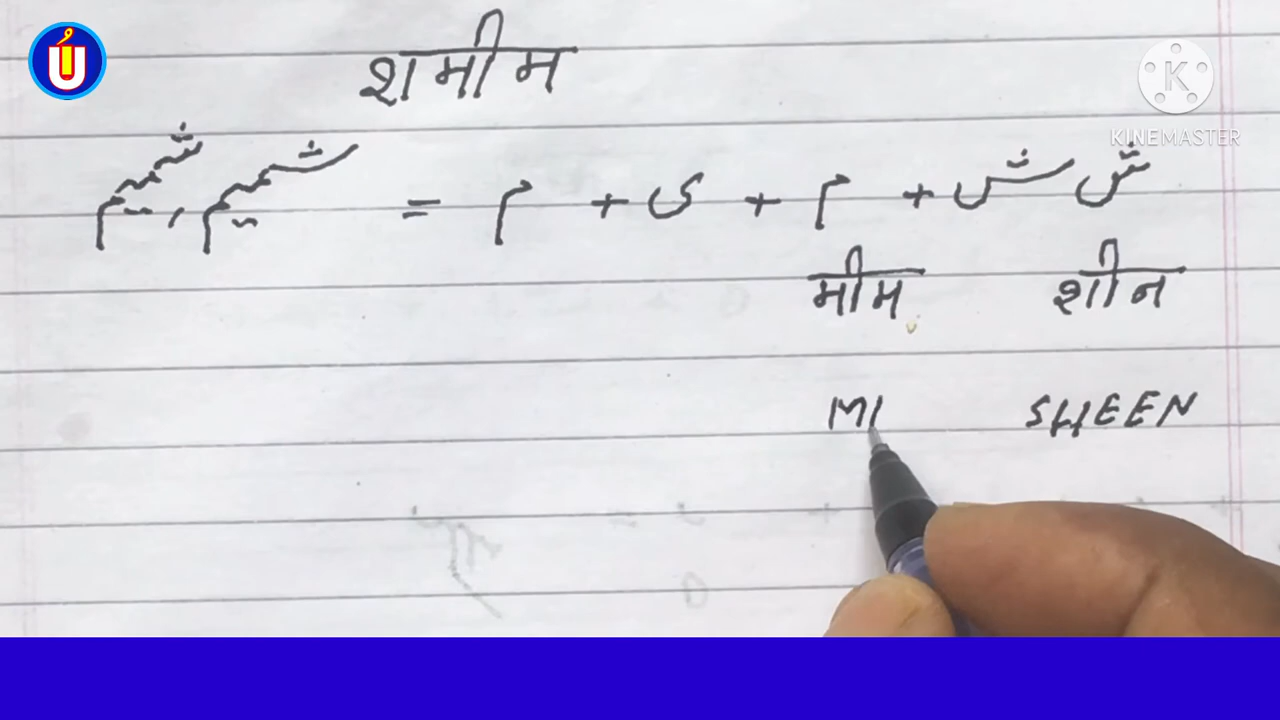 شمیم , شمیم = م + ی + م + ش ش
शमीम
मीम शीन
MI SHEEN
Ú
KINEMASTER
K